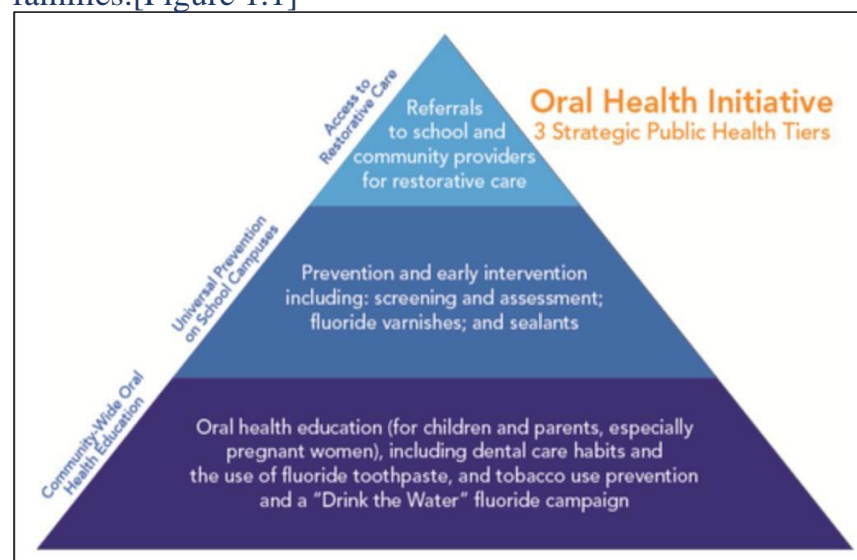 families.[Figure 1.1]
Oral Health Initiative
3 Strategic Public Health Tiers
Access to
Restorative Care
Referrals
to school and
community providers
for restorative care
Universal Prevention
on School Campuses
Prevention and early intervention
including: screening and assessment;
fluoride varnishes; and sealants
Community-Wide Oral
Health Education
Oral health education (for children and parents, especially
pregnant women), including dental care habits and
the use of fluoride toothpaste, and tobacco use prevention
and a “Drink the Water” fluoride campaign